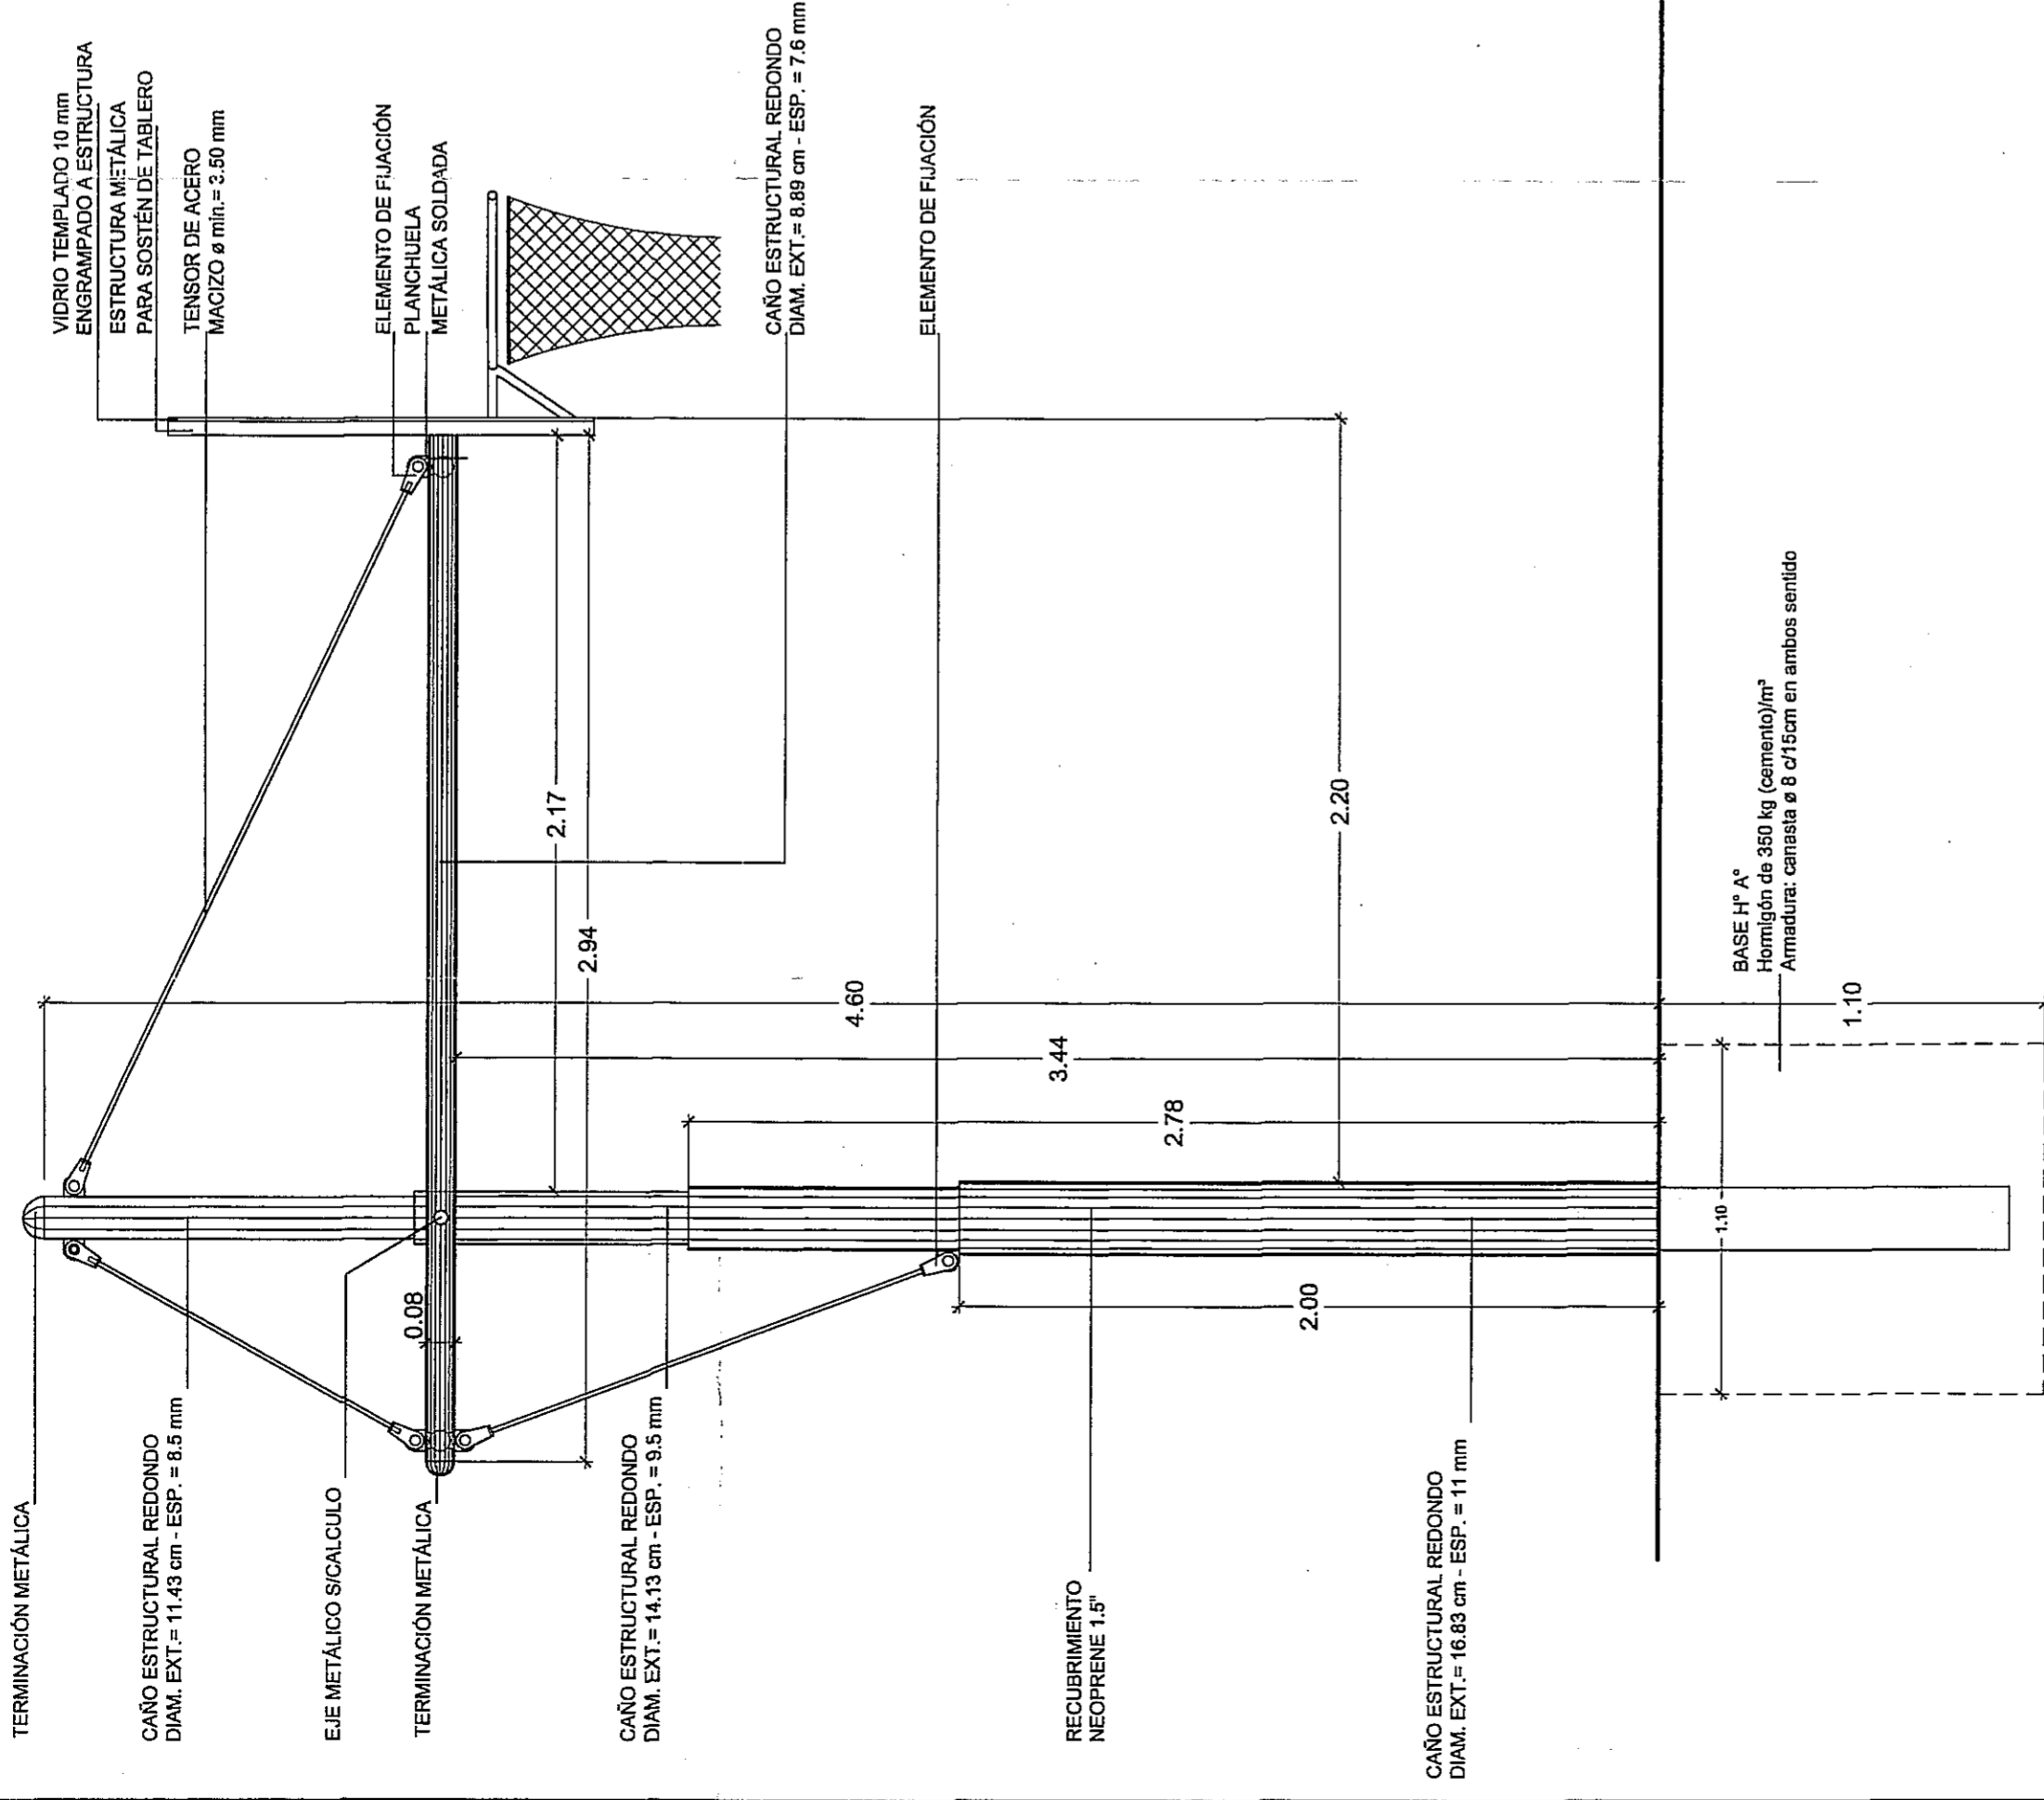 VIDRIO TEMPLADO 10 mm
ENGRAMPADO A ESTRUCTURA
ESTRUCTURA METÁLICA
PARA SOSTÉN DE TABLERO
TENSOR DE ACERO
MACIZO ø min.= 3.50 mm
ELEMENTO DE FIJACIÓN
PLANCHUELA
METÁLICA SOLDADA
CAÑO ESTRUCTURAL REDONDO
DIAM. EXT.= 8.89 cm - ESP. = 7.6 mm
ELEMENTO DE FIJACIÓN
2.17
2.94
2.20
4.60
3.44
2.78
2.00
0.08
1.10
1.10
BASE H° A°
Hormigón de 350 kg (cemento)/m³
Armadura: canasta ø 8 c/15cm en ambos sentido
TERMINACIÓN METÁLICA
CAÑO ESTRUCTURAL REDONDO
DIAM. EXT.= 11.43 cm - ESP. = 8.5 mm
EJE METÁLICO S/CALCULO
TERMINACIÓN METÁLICA
CAÑO ESTRUCTURAL REDONDO
DIAM. EXT.= 14.13 cm - ESP. = 9.5 mm
RECUBRIMIENTO
NEOPRENE 1.5"
CAÑO ESTRUCTURAL REDONDO
DIAM. EXT.= 16.83 cm - ESP. = 11 mm